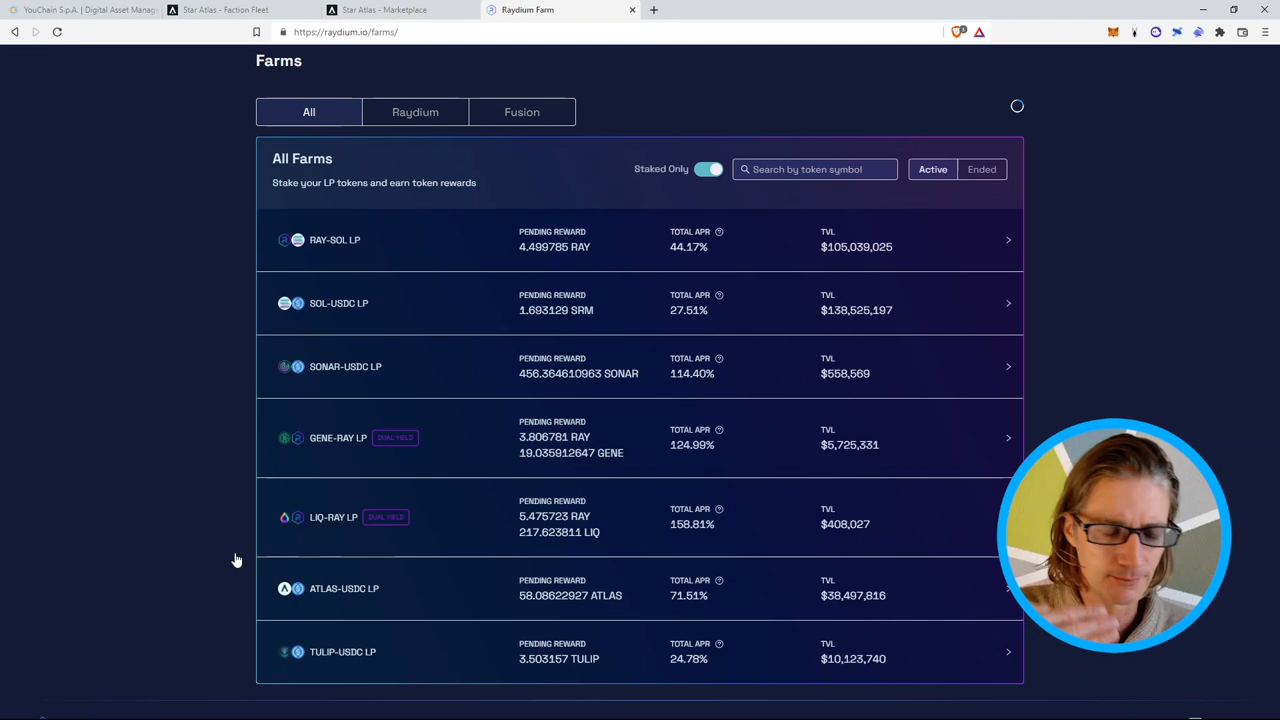 YouChain S.p.A. | Digital Asset Manag
Star Atlas - Faction Fleet
Star Atlas - Marketplace
Raydium Farm
https://raydium.io/farms/
1
Farms
All
Raydium
Fusion
All Farms
Stake your LP tokens and earn token rewards
Staked Only
Search by token symbol
Active
Ended
RAY-SOL LP
PENDING REWARD
4.499785 RAY
TOTAL APR
44.17%
TVL
$105,039,025
SOL-USDC LP
PENDING REWARD
1.693129 SRM
TOTAL APR
27.51%
TVL
$138,525,197
SONAR-USDC LP
PENDING REWARD
456.364610963 SONAR
TOTAL APR
114.40%
TVL
$558,569
GENE-RAY LP
DUAL YIELD
PENDING REWARD
3.806781 RAY
19.035912647 GENE
TOTAL APR
124.99%
TVL
$5,725,331
LIQ-RAY LP
DUAL YIELD
PENDING REWARD
5.475723 RAY
217.623811 LIQ
TOTAL APR
158.81%
TVL
$408,027
ATLAS-USDC LP
PENDING REWARD
58.08622927 ATLAS
TOTAL APR
71.51%
TVL
$38,497,816
TULIP-USDC LP
PENDING REWARD
3.503157 TULIP
TOTAL APR
24.78%
TVL
$10,123,740